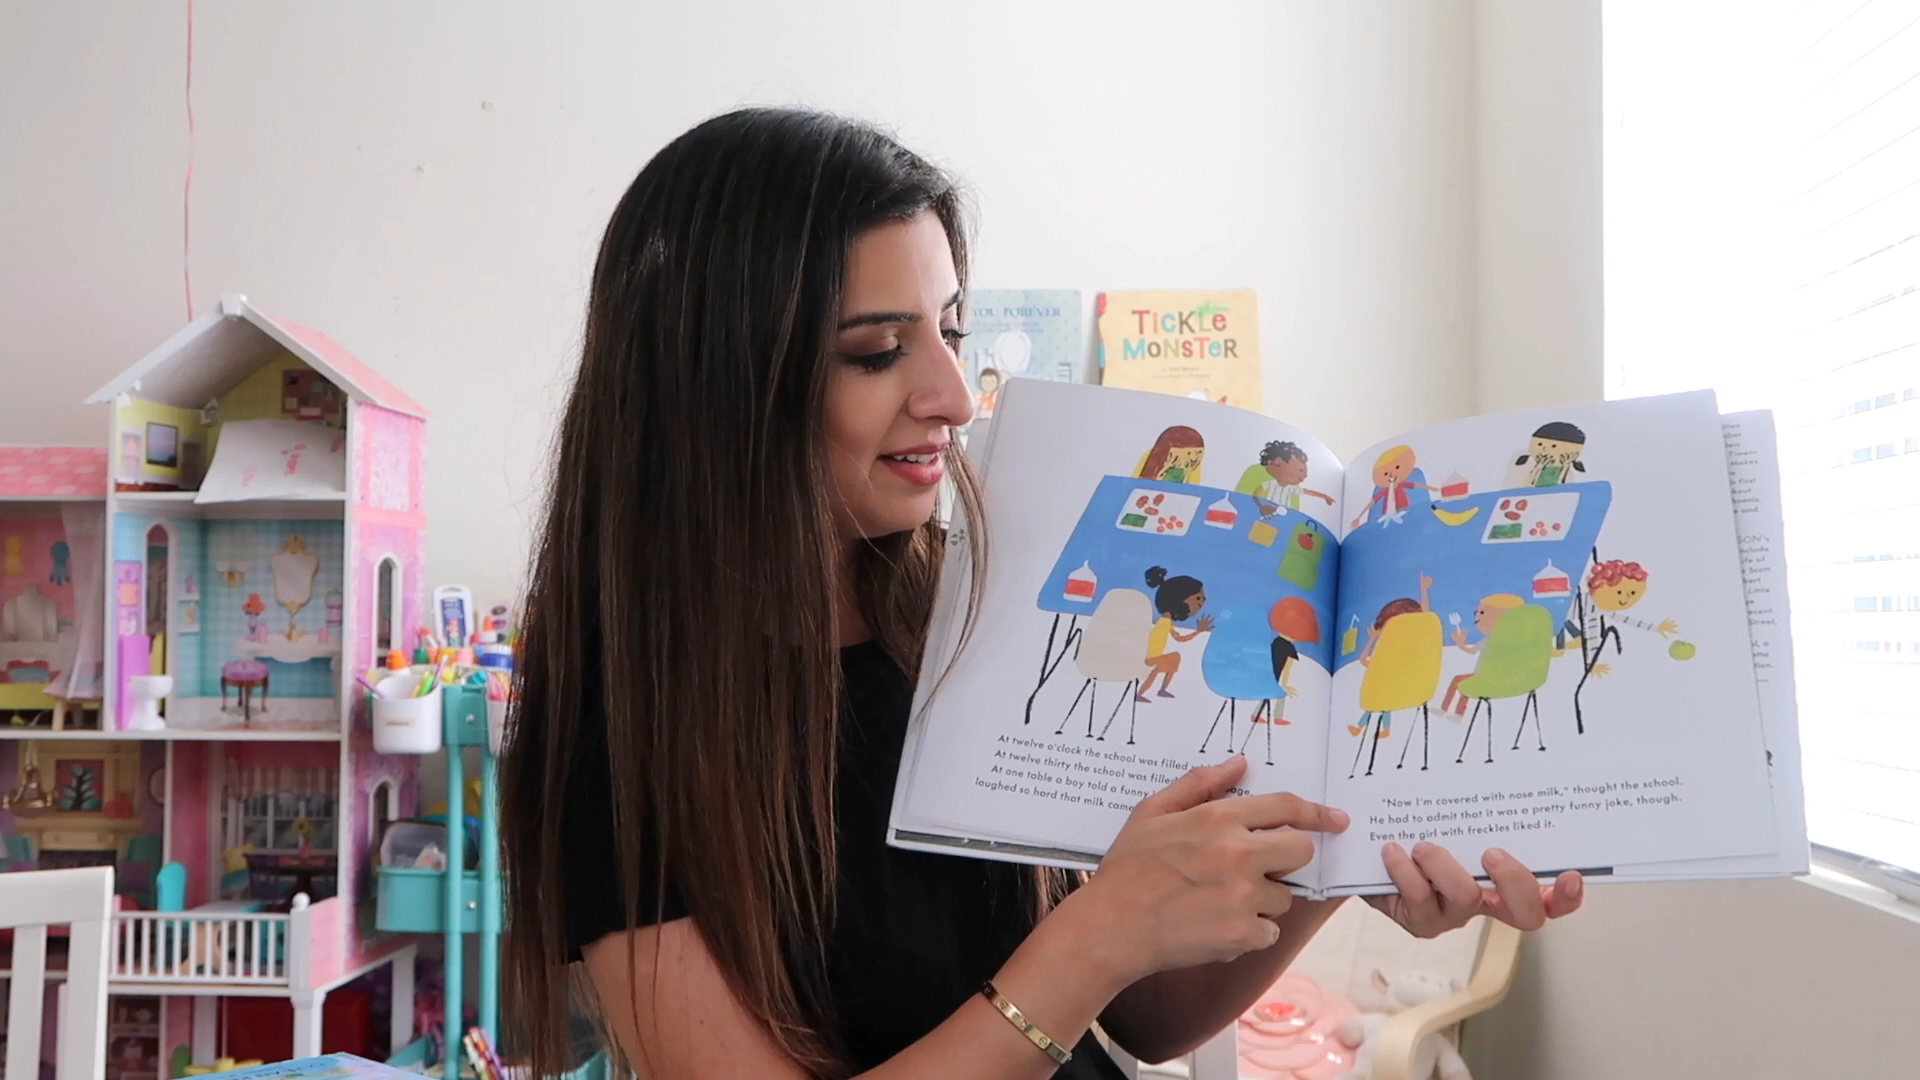 YOU FOREVER
TICKLE
MONSTER
At twelve o'clock the school was filled
At twelve thirty the school was filled
At one table a boy told a funny
laughed so hard that milk came
"Now I'm covered with nose milk," thought the school.
He had to admit that it was a pretty funny joke, though.
Even the girl with freckles liked it.